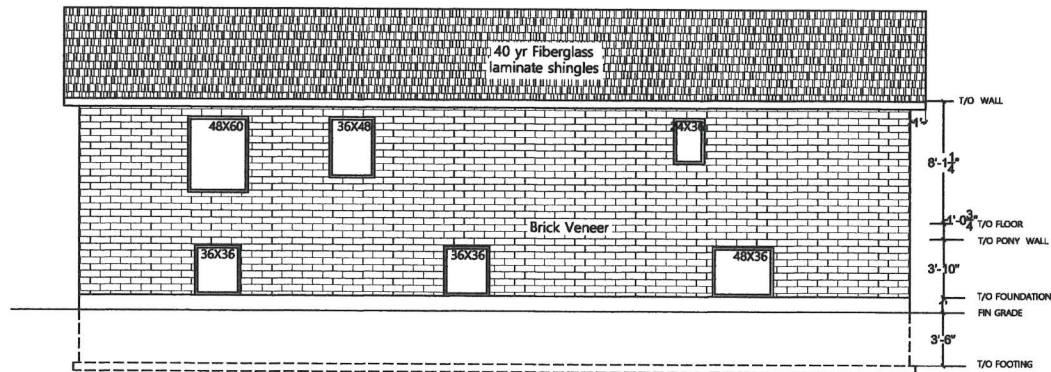 40 yr Fiberglass
laminate shingles
T/O WALL
48X60
36X48
24X36
1'-
8'-1 1/4"
1'-0 3/4"
T/O FLOOR
Brick Veneer
T/O PONY WALL
36X36
36X36
48X36
3'-10"
T/O FOUNDATION
FIN GRADE
3'-6"
T/O FOOTING